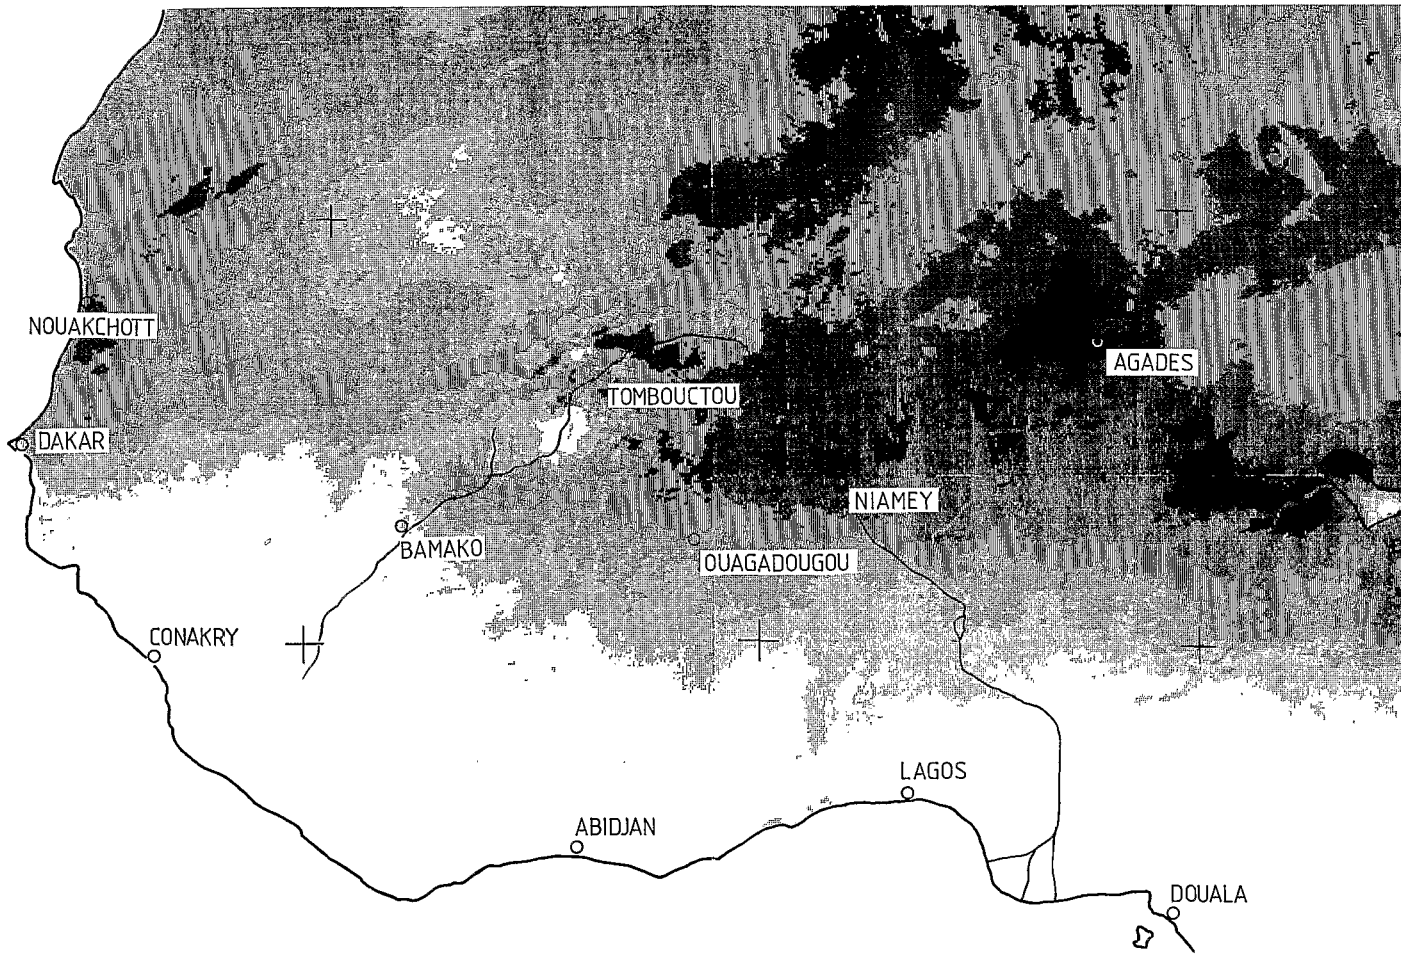 NOUAKCHOTT
AGADES
TOMBOUCTOU
DAKAR
NIAMEY
BAMAKO
OUAGADOUGOU
CONAKRY
LAGOS
ABIDJAN
DOUALA